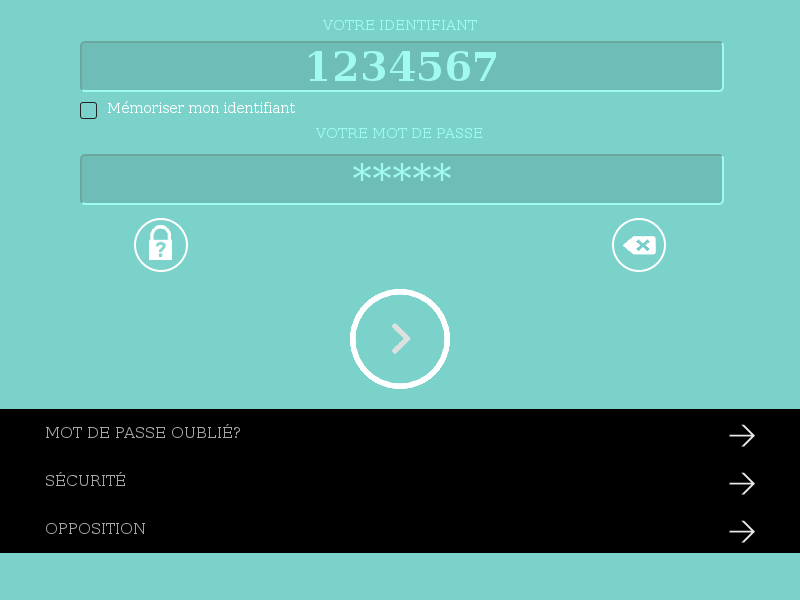 VOTRE IDENTIFIANT
1234567
Mémoriser mon identifiant
VOTRE MOT DE PASSE
*****
?
MOT DE PASSE OUBLIÉ?
SÉCURITÉ
OPPOSITION